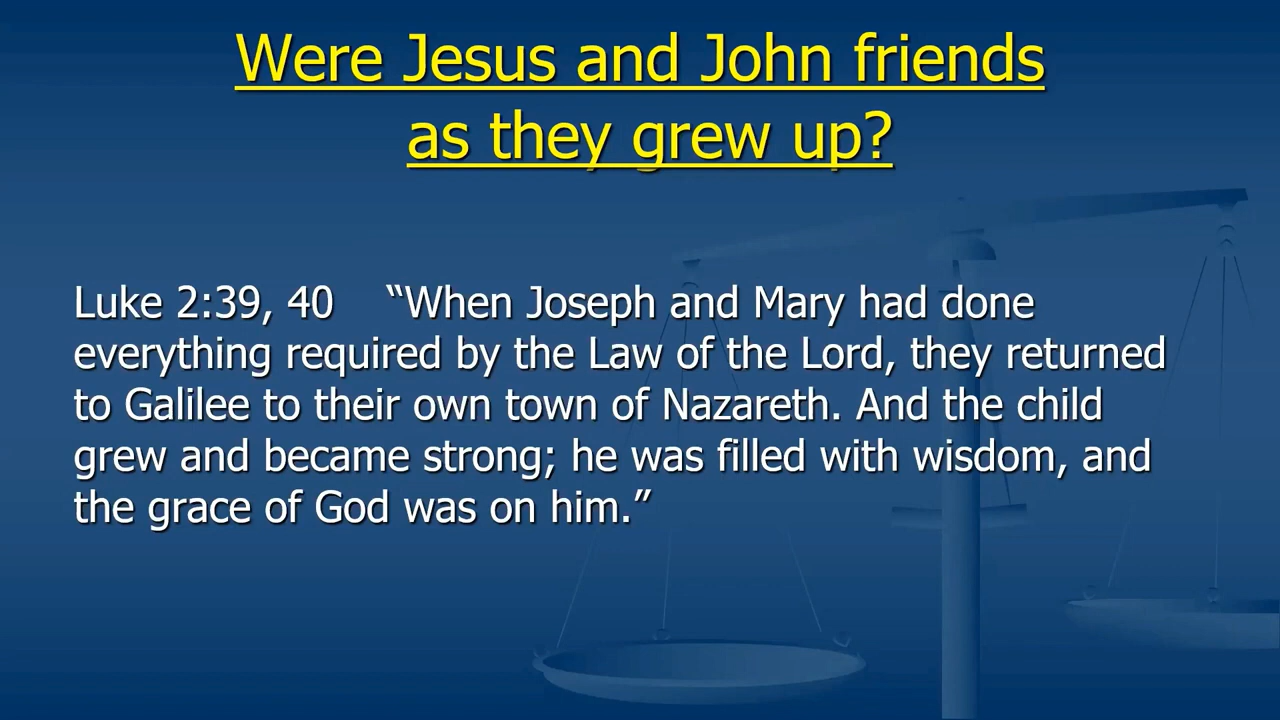 Were Jesus and John friends
as they grew up?
Luke 2:39, 40 “When Joseph and Mary had done
everything required by the Law of the Lord, they returned
to Galilee to their own town of Nazareth. And the child
grew and became strong; he was filled with wisdom, and
the grace of God was on him.”